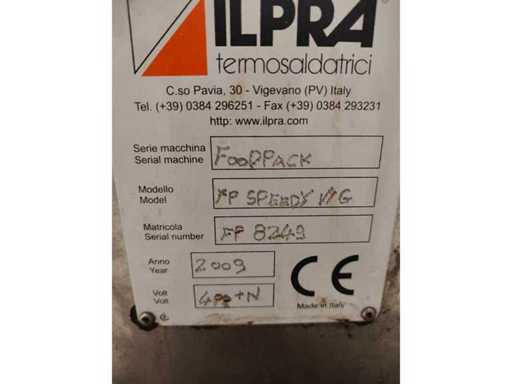 ILPRA
termosaldatrici
C.so Pavia, 30 - Vigevano (PV) Italy
Tel. (+39) 0384 296251 - Fax (+39) 0384 293231
http: www.ilpra.com
Serie macchina FOODPACK
Serial machine
Modello FP SPEEDY V/G
Model
Matricola FP 8249
Serial number
Anno 2009
Year
Volt 400+N
Volt
CE
Made in Italy